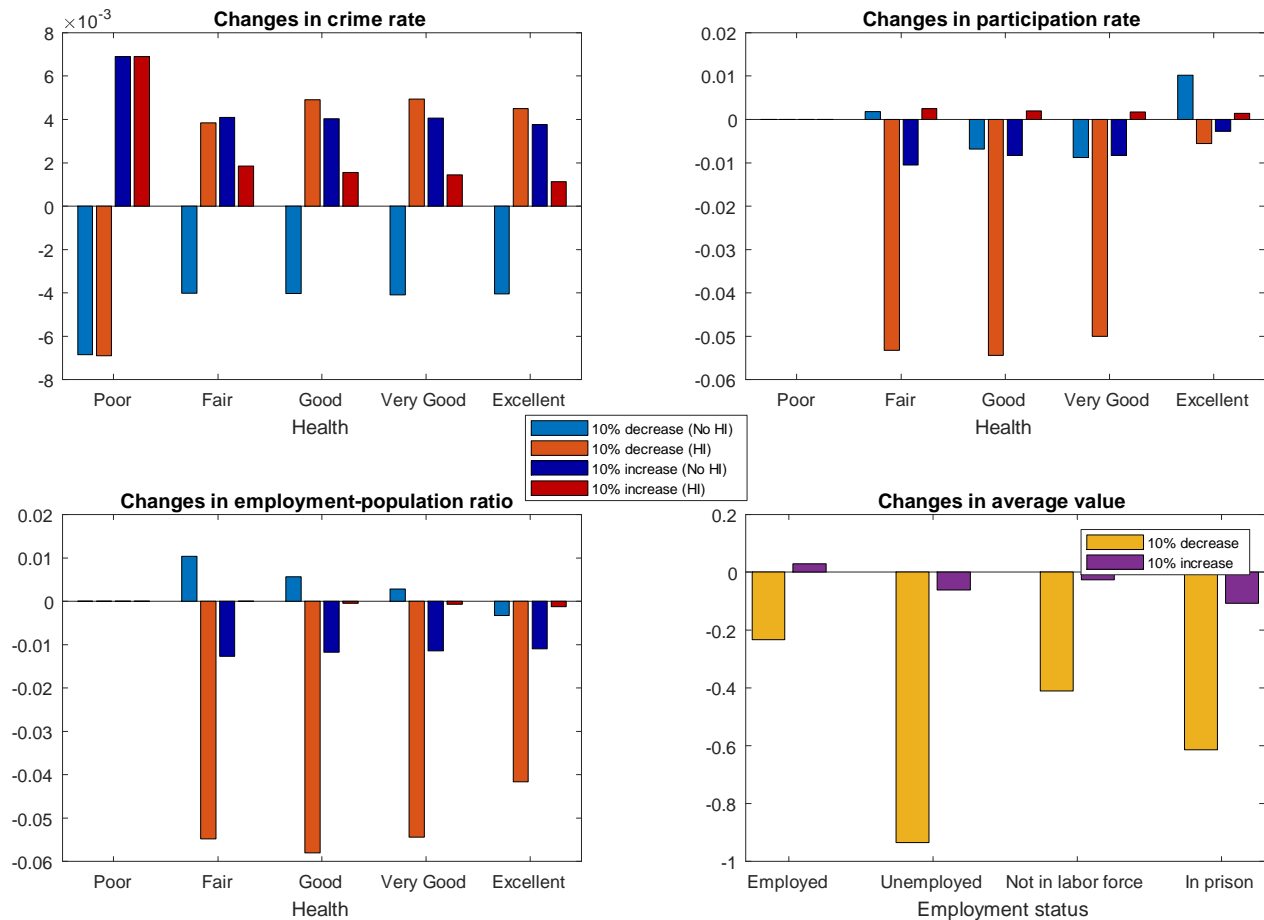 Changes in crime rate
×10⁻³
8
6
4
2
0
-2
-4
-6
-8
Poor Fair Good Very Good Excellent
Health
Changes in participation rate
0.02
0.01
0
-0.01
-0.02
-0.03
-0.04
-0.05
-0.06
Poor Fair Good Very Good Excellent
Health
10% decrease (No HI)
10% decrease (HI)
10% increase (No HI)
10% increase (HI)
Changes in employment-population ratio
0.02
0.01
0
-0.01
-0.02
-0.03
-0.04
-0.05
-0.06
Poor Fair Good Very Good Excellent
Health
Changes in average value
0.2
0
-0.2
-0.4
-0.6
-0.8
-1
10% decrease
10% increase
Employed Unemployed Not in labor force In prison
Employment status